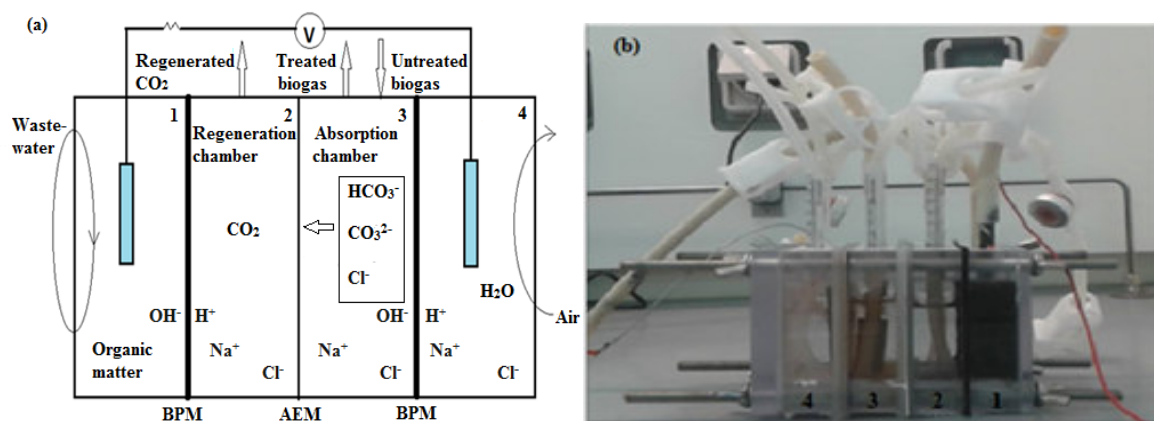 (a)
V
Regenerated
CO₂
Treated
biogas
Untreated
biogas
Waste-
water
1
2
3
4
Regeneration
chamber
Absorption
chamber
HCO₃⁻
CO₃²⁻
Cl⁻
CO₂
H₂O
Air
OH⁻
H⁺
OH⁻
H⁺
Organic
matter
Na⁺
Cl⁻
Na⁺
Cl⁻
Na⁺
Cl⁻
BPM
AEM
BPM
(b)
4
3
2
1